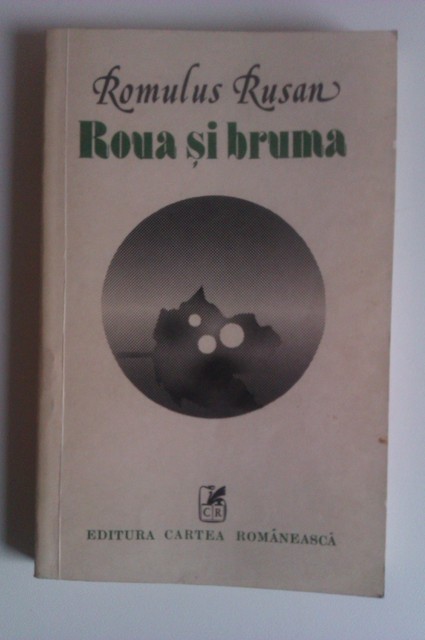 Romulus Rusan
Roua și bruma
CR
EDITURA CARTEA ROMÂNEASCĂ